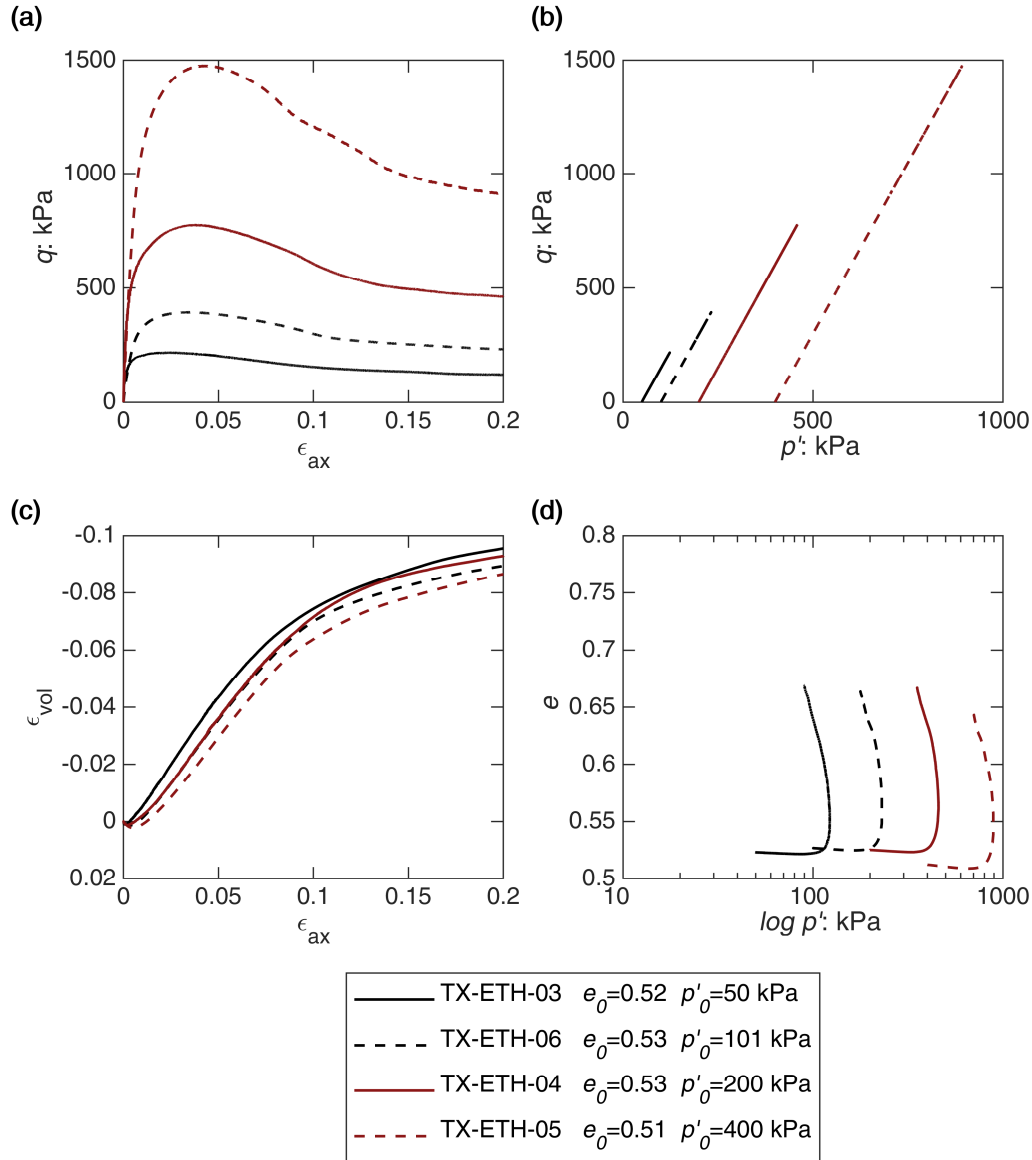 (a)
1500
1000
500
0
q: kPa
0
0.05
0.1
0.15
0.2
ϵax
(b)
1500
1000
500
0
q: kPa
0
500
1000
p': kPa
(c)
-0.1
-0.08
-0.06
-0.04
-0.02
0
0.02
ϵvol
0
0.05
0.1
0.15
0.2
ϵax
(d)
0.8
0.75
0.7
0.65
0.6
0.55
0.5
e
10
100
1000
log p': kPa
TX-ETH-03 e0=0.52 p'0=50 kPa
TX-ETH-06 e0=0.53 p'0=101 kPa
TX-ETH-04 e0=0.53 p'0=200 kPa
TX-ETH-05 e0=0.51 p'0=400 kPa